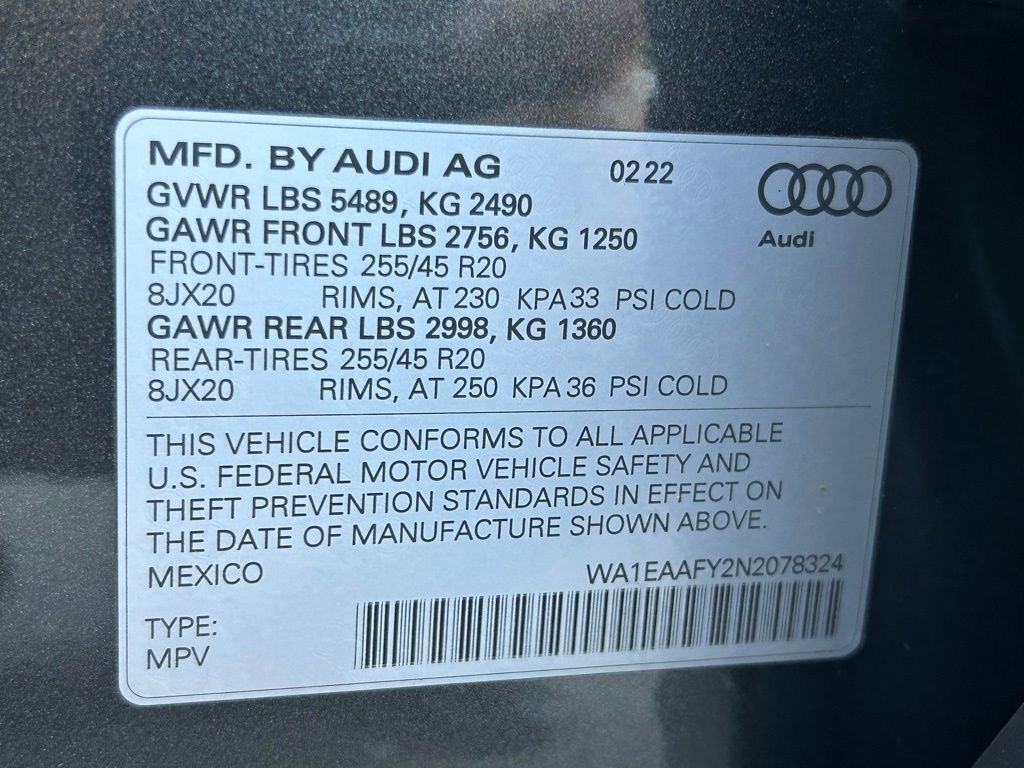 MFD. BY AUDI AG 02 22
GVWR LBS 5489, KG 2490
GAWR FRONT LBS 2756, KG 1250
Audi
FRONT-TIRES 255/45 R20
8JX20 RIMS, AT 230 KPA 33 PSI COLD
GAWR REAR LBS 2998, KG 1360
REAR-TIRES 255/45 R20
8JX20 RIMS, AT 250 KPA 36 PSI COLD
THIS VEHICLE CONFORMS TO ALL APPLICABLE
U.S. FEDERAL MOTOR VEHICLE SAFETY AND
THEFT PREVENTION STANDARDS IN EFFECT ON
THE DATE OF MANUFACTURE SHOWN ABOVE.
MEXICO WA1EAAFY2N2078324
TYPE:
MPV